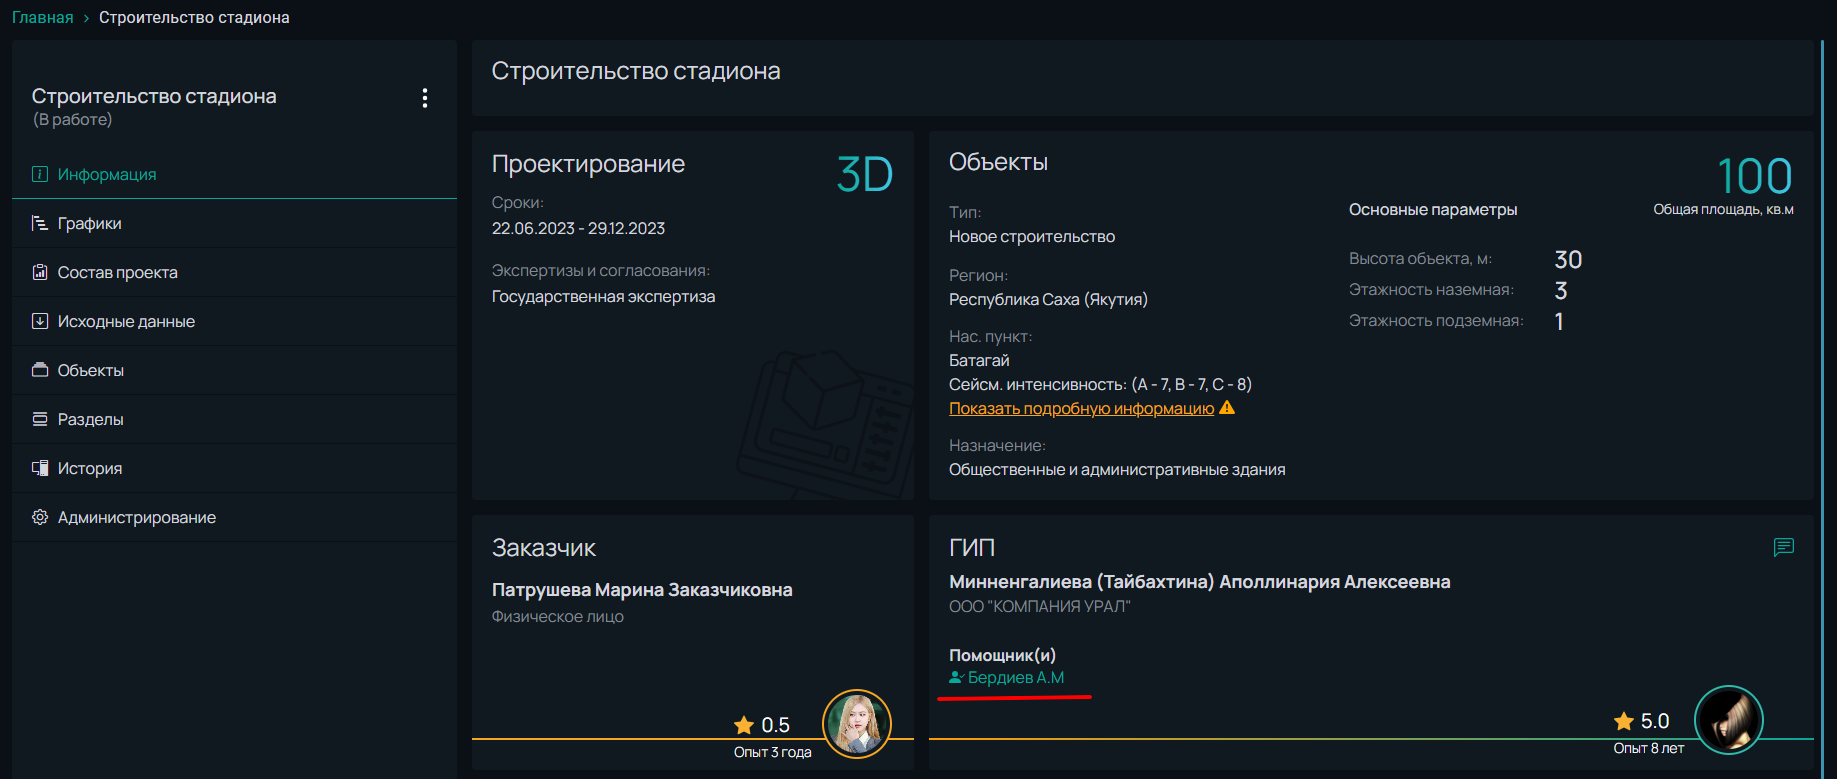 Главная › Строительство стадиона
Строительство стадиона
(В работе)
Информация
Графики
Состав проекта
Исходные данные
Объекты
Разделы
История
Администрирование
Строительство стадиона
Проектирование
3D
Сроки:
22.06.2023 - 29.12.2023
Экспертизы и согласования:
Государственная экспертиза
Объекты
Тип:
Новое строительство
Регион:
Республика Саха (Якутия)
Нас. пункт:
Батагай
Сейсм. интенсивность: (А - 7, В - 7, С - 8)
Показать подробную информацию
Назначение:
Общественные и административные здания
Основные параметры
Высота объекта, м: 30
Этажность наземная: 3
Этажность подземная: 1
100
Общая площадь, кв.м
Заказчик
Патрушева Марина Заказчиковна
Физическое лицо
0.5
Опыт 3 года
ГИП
Минненгалиева (Тайбахтина) Аполлинария Алексеевна
ООО "КОМПАНИЯ УРАЛ"
Помощник(и)
Бердиев А.М
5.0
Опыт 8 лет